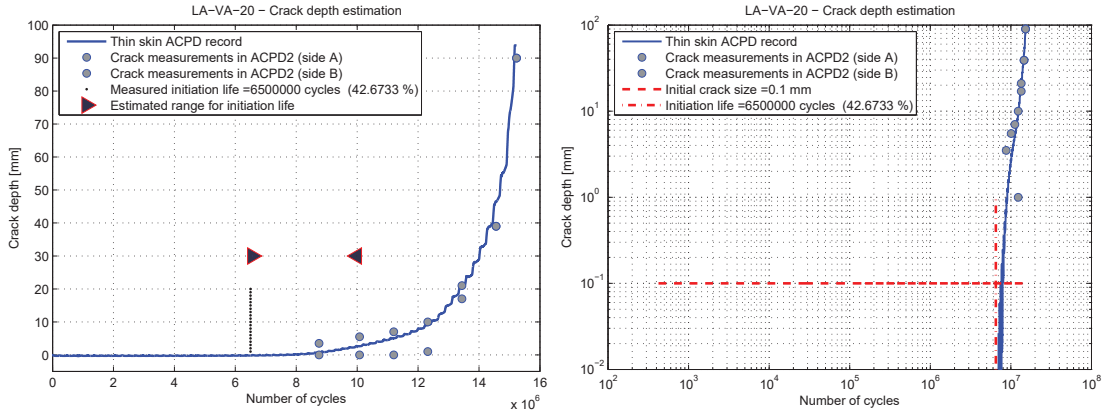 LA-VA-20 – Crack depth estimation
Thin skin ACPD record
Crack measurements in ACPD2 (side A)
Crack measurements in ACPD2 (side B)
Measured initiation life =6500000 cycles (42.6733 %)
Estimated range for initiation life
100
90
80
70
60
50
40
30
20
10
0
Crack depth [mm]
0 2 4 6 8 10 12 14 16
Number of cycles
x 10^6
LA-VA-20 – Crack depth estimation
Thin skin ACPD record
Crack measurements in ACPD2 (side A)
Crack measurements in ACPD2 (side B)
Initial crack size =0.1 mm
Initiation life =6500000 cycles (42.6733 %)
10^2
10^1
10^0
10^-1
10^-2
Crack depth [mm]
10^2 10^3 10^4 10^5 10^6 10^7 10^8
Number of cycles